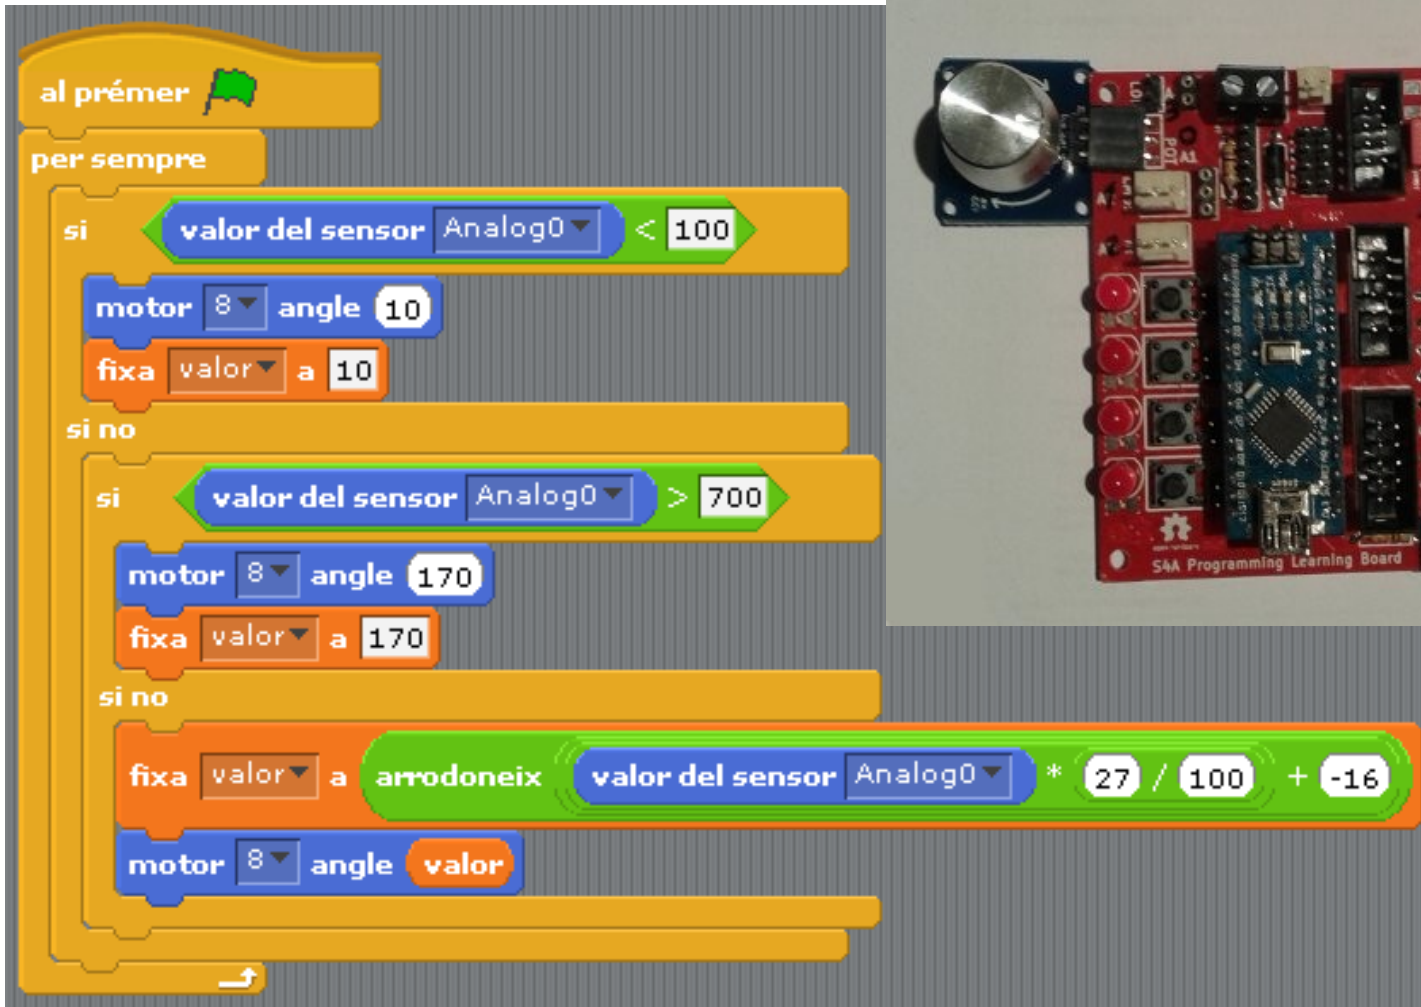 al prémer
per sempre
si valor del sensor Analog0 < 100
motor 8 angle 10
fixa valor a 10
si no
si valor del sensor Analog0 > 700
motor 8 angle 170
fixa valor a 170
si no
fixa valor a arrodoneix valor del sensor Analog0 * 27 / 100 + -16
motor 8 angle valor
POT
A1
S4A Programming Learning Board